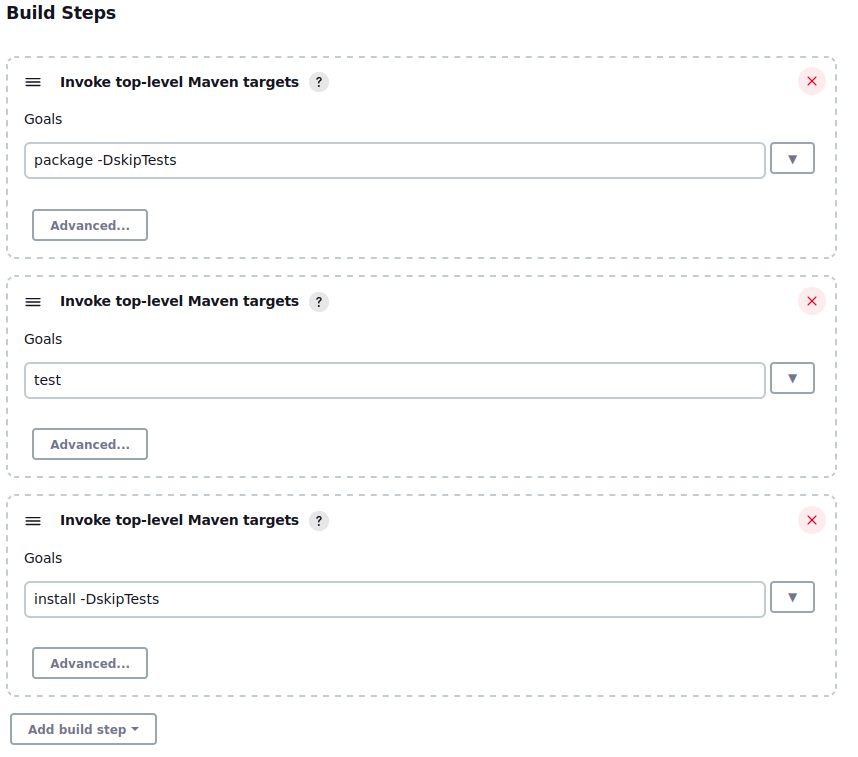 Build Steps
Invoke top-level Maven targets ?
Goals
package -DskipTests
Advanced...
Invoke top-level Maven targets ?
Goals
test
Advanced...
Invoke top-level Maven targets ?
Goals
install -DskipTests
Advanced...
Add build step